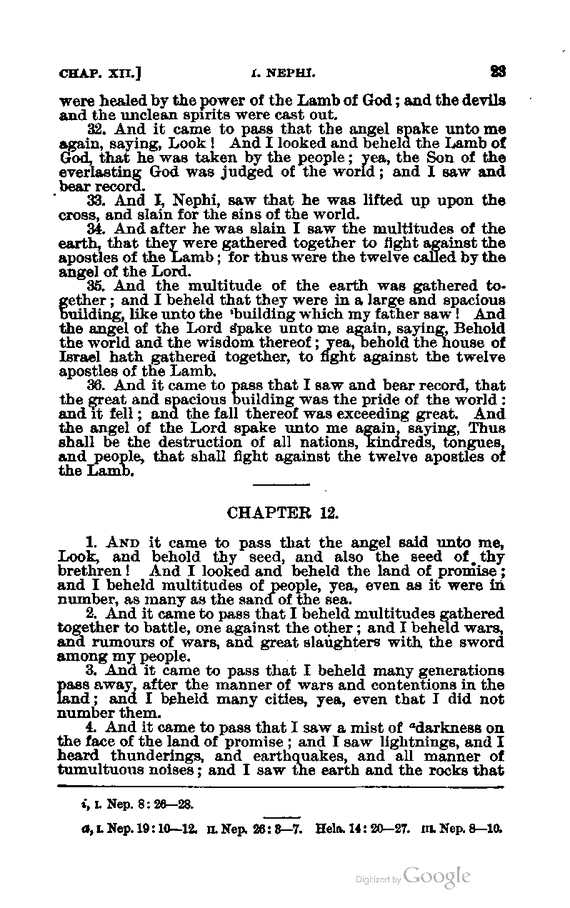 CHAP. XII.] I. NEPHI. 23
were healed by the power of the Lamb of God; and the devils
and the unclean spirits were cast out.
32. And it came to pass that the angel spake unto me
again, saying, Look! And I looked and beheld the Lamb of
God, that he was taken by the people; yea, the Son of the
everlasting God was judged of the world; and I saw and
bear record.
33. And I, Nephi, saw that he was lifted up upon the
cross, and slain for the sins of the world.
34. And after he was slain I saw the multitudes of the
earth, that they were gathered together to fight against the
apostles of the Lamb; for thus were the twelve called by the
angel of the Lord.
35. And the multitude of the earth was gathered to-
gether; and I beheld that they were in a large and spacious
building, like unto the ⁱbuilding which my father saw! And
the angel of the Lord spake unto me again, saying, Behold
the world and the wisdom thereof; yea, behold the house of
Israel hath gathered together, to fight against the twelve
apostles of the Lamb.
36. And it came to pass that I saw and bear record, that
the great and spacious building was the pride of the world:
and it fell; and the fall thereof was exceeding great. And
the angel of the Lord spake unto me again, saying, Thus
shall be the destruction of all nations, kindreds, tongues,
and people, that shall fight against the twelve apostles of
the Lamb.
CHAPTER 12.
1. AND it came to pass that the angel said unto me,
Look, and behold thy seed, and also the seed of thy
brethren! And I looked and beheld the land of promise;
and I beheld multitudes of people, yea, even as it were in
number, as many as the sand of the sea.
2. And it came to pass that I beheld multitudes gathered
together to battle, one against the other; and I beheld wars,
and rumours of wars, and great slaughters with the sword
among my people.
3. And it came to pass that I beheld many generations
pass away, after the manner of wars and contentions in the
land; and I beheld many cities, yea, even that I did not
number them.
4. And it came to pass that I saw a mist of ᵃdarkness on
the face of the land of promise; and I saw lightnings, and I
heard thunderings, and earthquakes, and all manner of
tumultuous noises; and I saw the earth and the rocks that
i, I. Nep. 8:26—28.
a, I. Nep. 19:10—12. II. Nep. 26:3—7. Hela. 14:20—27. III. Nep. 8—10.
Digitized by Google